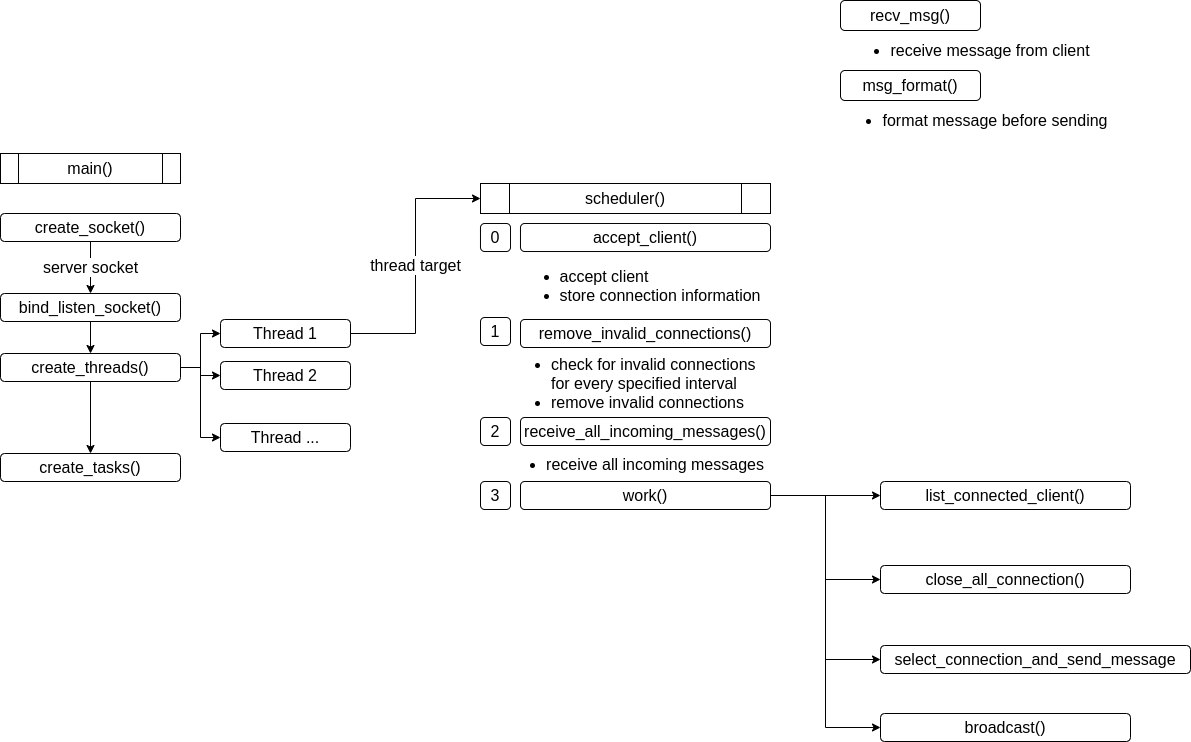 recv_msg()
receive message from client
msg_format()
format message before sending
main()
create_socket()
server socket
bind_listen_socket()
create_threads()
create_tasks()
Thread 1
Thread 2
Thread ...
thread target
scheduler()
0
accept_client()
accept client
store connection information
1
remove_invalid_connections()
check for invalid connections
for every specified interval
remove invalid connections
2
receive_all_incoming_messages()
receive all incoming messages
3
work()
list_connected_client()
close_all_connection()
select_connection_and_send_message
broadcast()